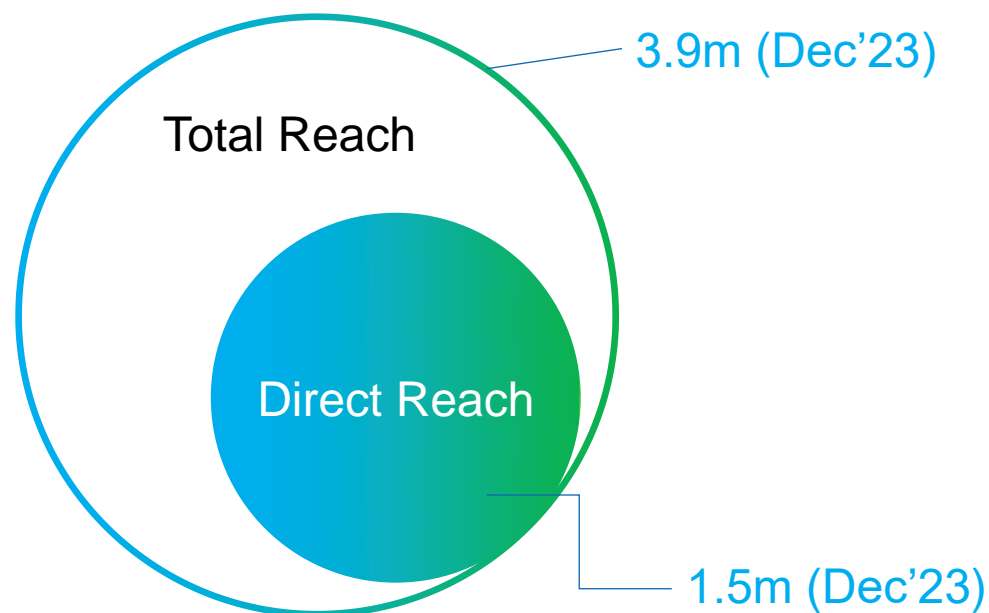 3.9m (Dec’23)
Total Reach
Direct Reach
1.5m (Dec’23)